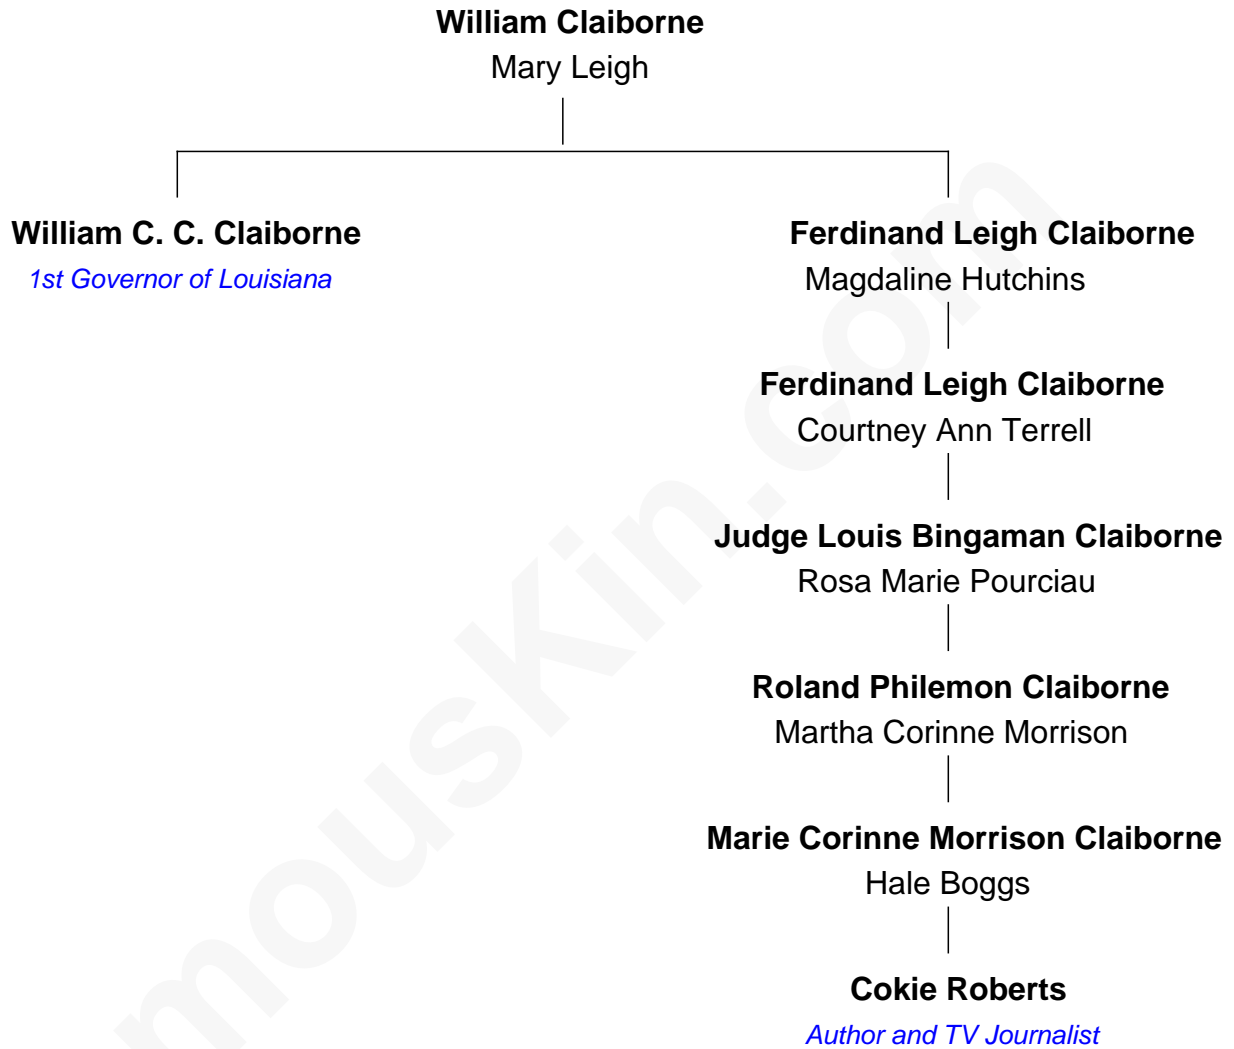 William Claiborne
Mary Leigh
William C. C. Claiborne
1st Governor of Louisiana
Ferdinand Leigh Claiborne
Magdaline Hutchins
Ferdinand Leigh Claiborne
Courtney Ann Terrell
Judge Louis Bingaman Claiborne
Rosa Marie Pourciau
Roland Philemon Claiborne
Martha Corinne Morrison
Marie Corinne Morrison Claiborne
Hale Boggs
Cokie Roberts
Author and TV Journalist
mousKin.com